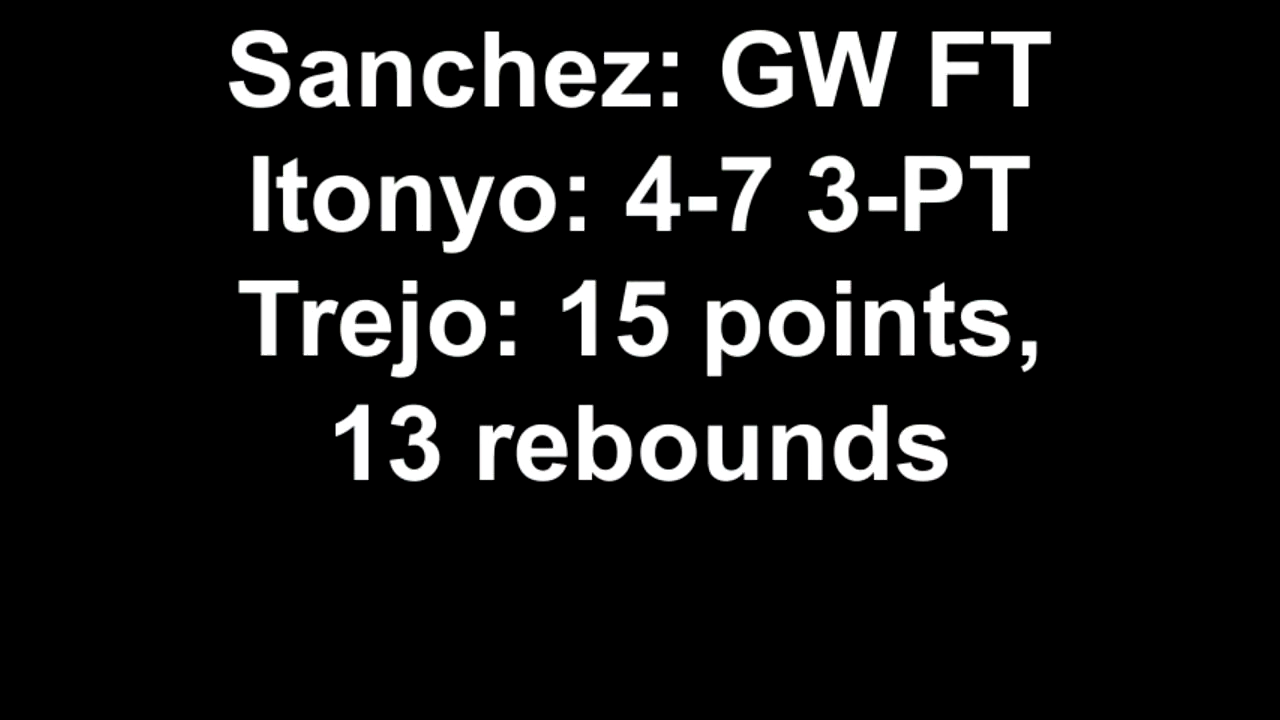 Sanchez: GW FT
Itonyo: 4-7 3-PT
Trejo: 15 points,
13 rebounds